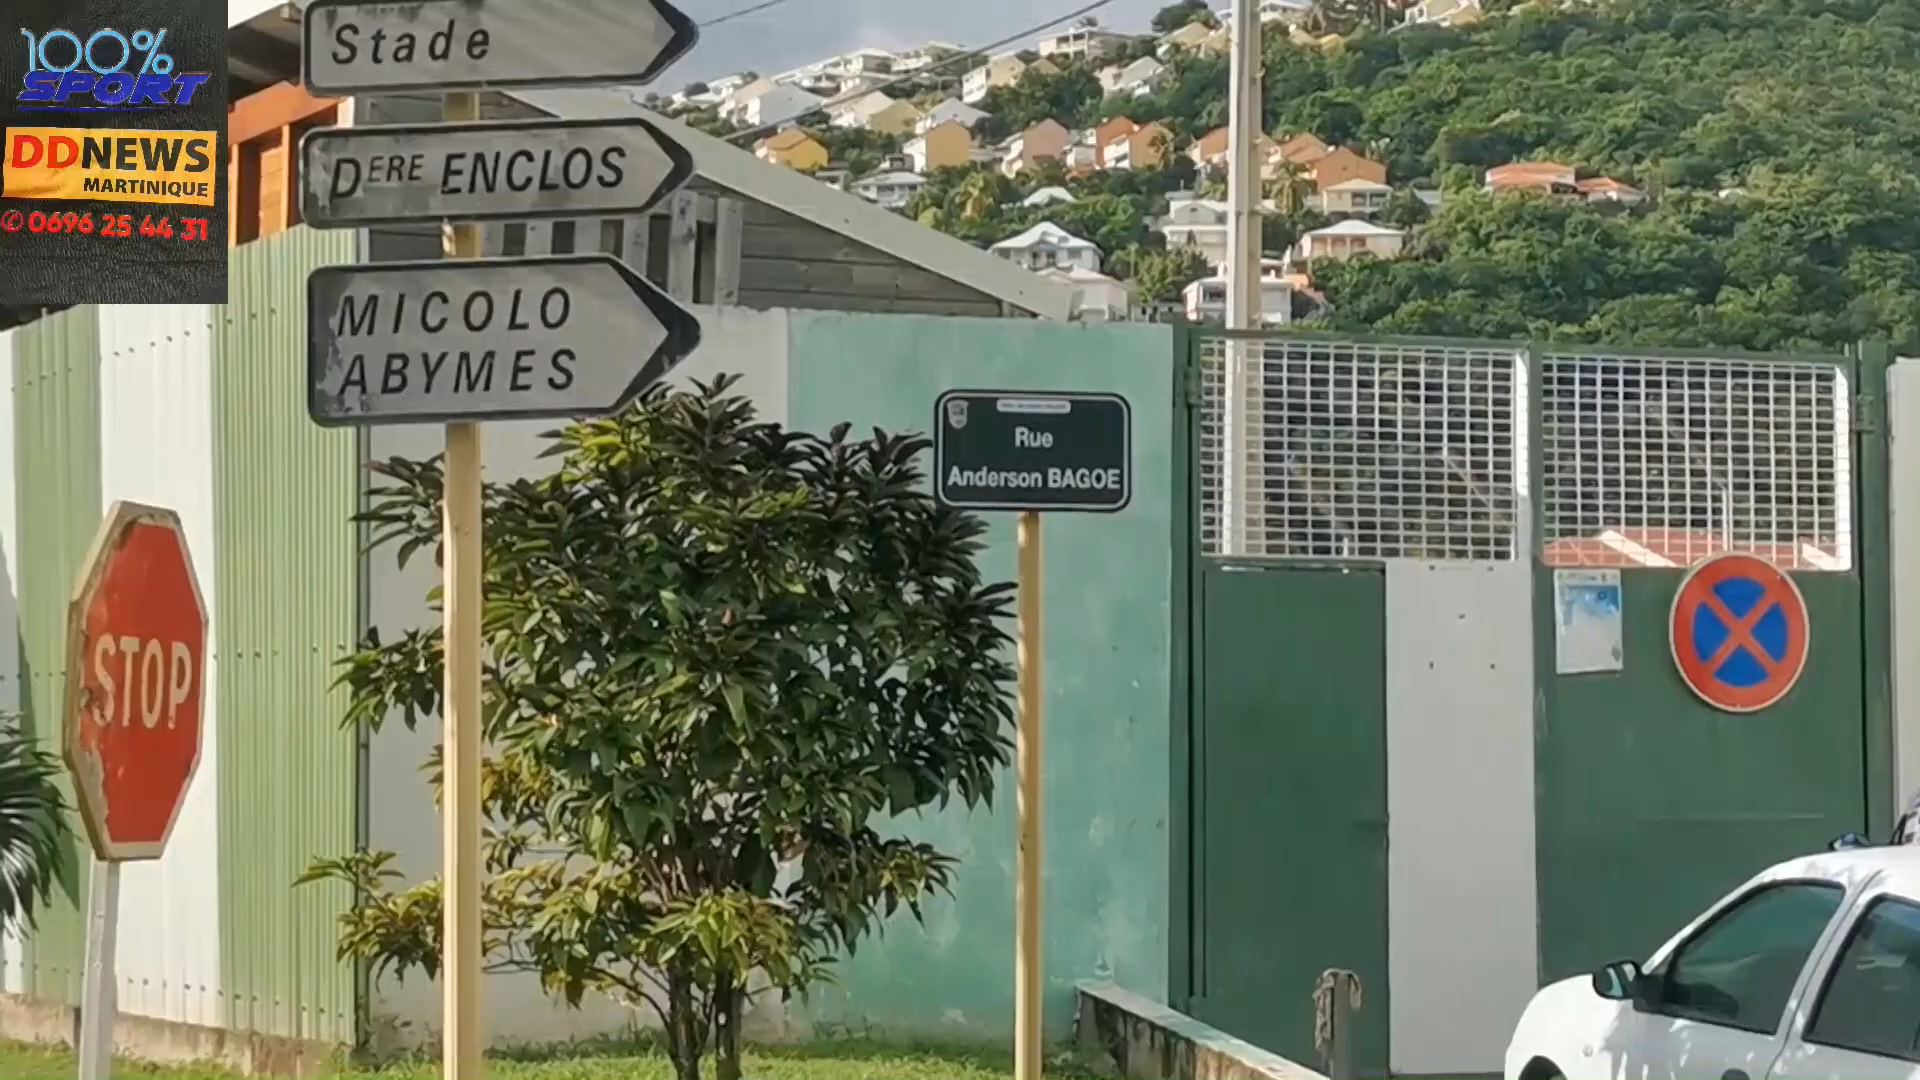 100%
SPORT
DDNEWS
MARTINIQUE
✆ 0696 25 44 31
Stade
DERE ENCLOS
MICOLO
ABYMES
Rue
Anderson BAGOE
STOP